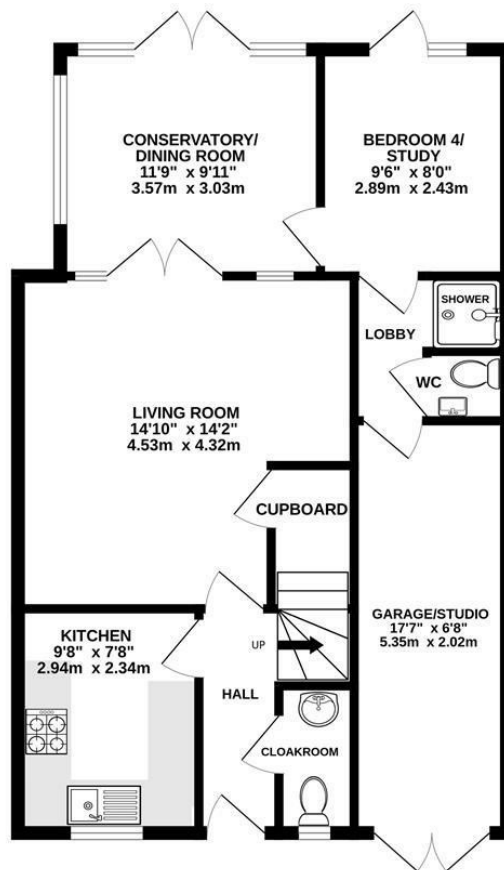 CONSERVATORY/
DINING ROOM
11'9" x 9'11"
3.57m x 3.03m
BEDROOM 4/
STUDY
9'6" x 8'0"
2.89m x 2.43m
SHOWER
LOBBY
WC
LIVING ROOM
14'10" x 14'2"
4.53m x 4.32m
CUPBOARD
GARAGE/STUDIO
17'7" x 6'8"
5.35m x 2.02m
KITCHEN
9'8" x 7'8"
2.94m x 2.34m
UP
HALL
CLOAKROOM